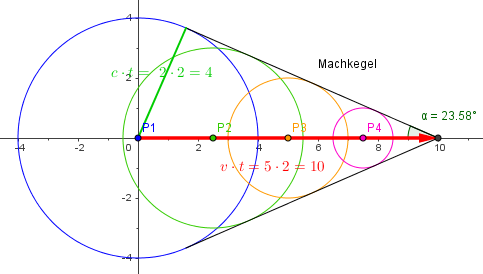 4
Machkegel
2
c · t = 2 · 2 = 4
α = 23.58°
P1 P2 P3 P4
-4 -2 2 4 6 8 10
v · t = 5 · 2 = 10
-2
-4